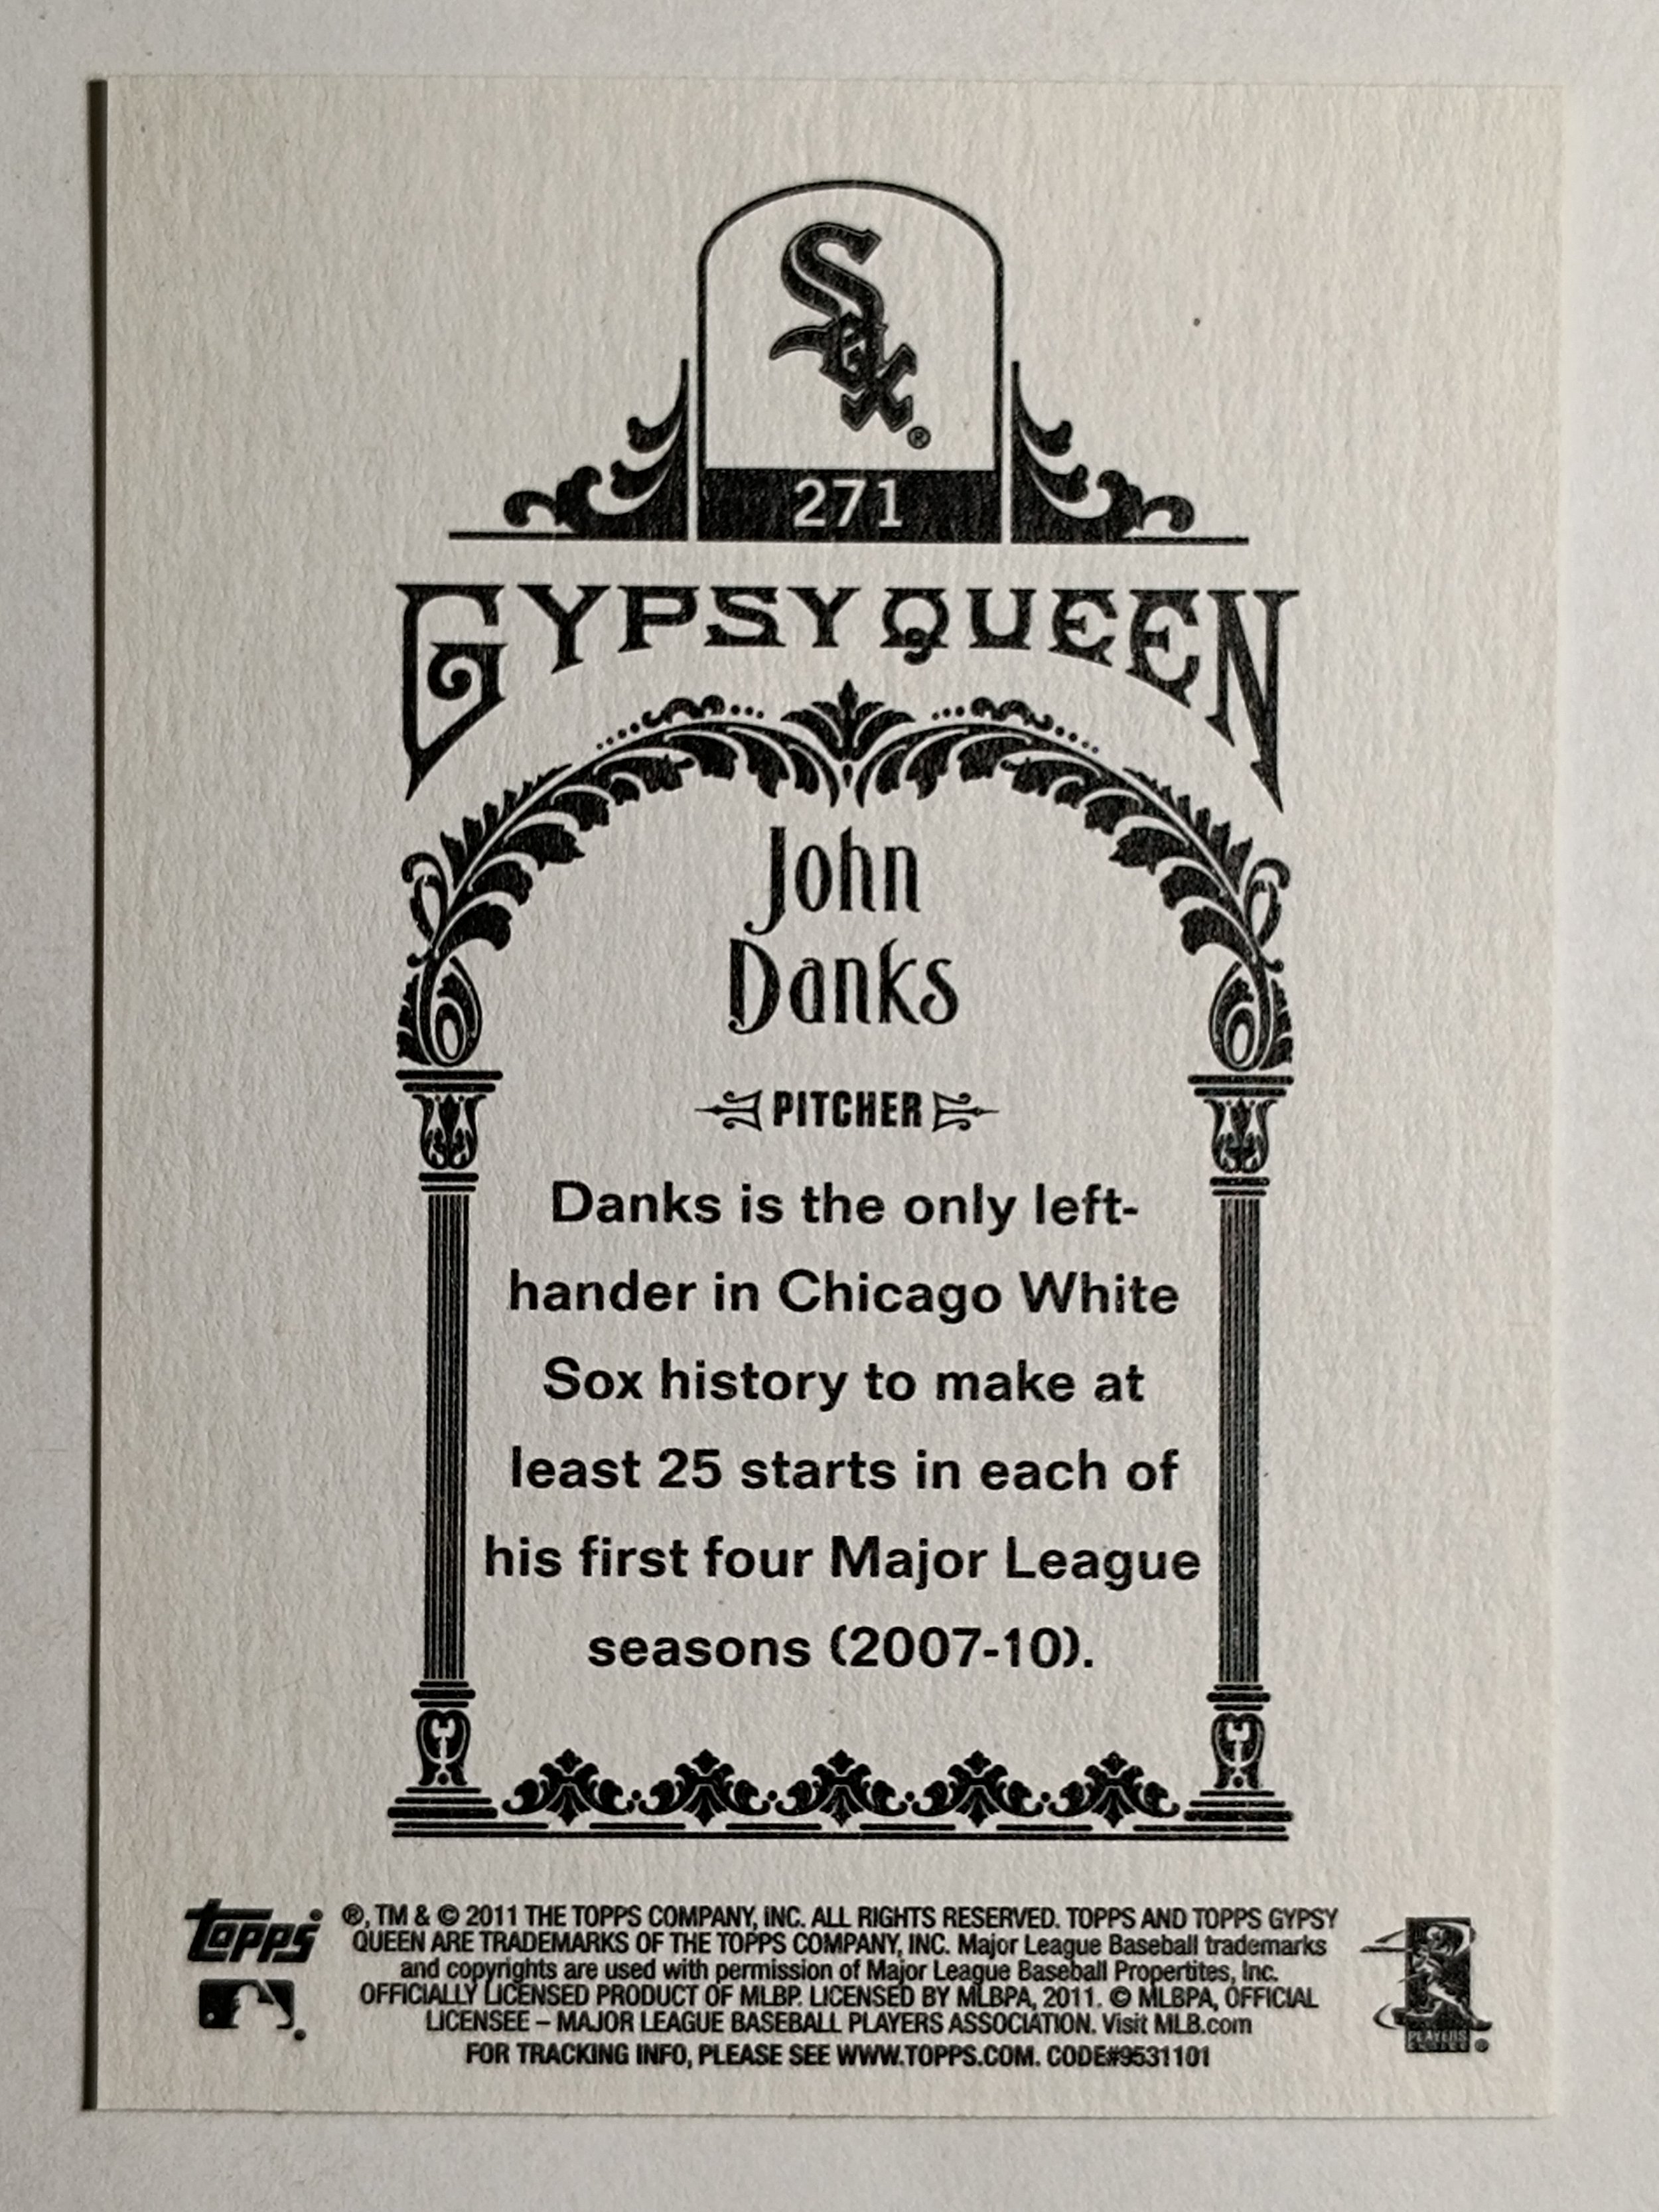 Sox®
271
GYPSY QUEEN
John
Danks
PITCHER
Danks is the only left-
hander in Chicago White
Sox history to make at
least 25 starts in each of
his first four Major League
seasons (2007-10).
topps
®, TM & © 2011 THE TOPPS COMPANY, INC. ALL RIGHTS RESERVED. TOPPS AND TOPPS GYPSY
QUEEN ARE TRADEMARKS OF THE TOPPS COMPANY, INC. Major League Baseball trademarks
and copyrights are used with permission of Major League Baseball Propertites, Inc.
OFFICIALLY LICENSED PRODUCT OF MLBP. LICENSED BY MLBPA, 2011. © MLBPA, OFFICIAL
LICENSEE – MAJOR LEAGUE BASEBALL PLAYERS ASSOCIATION. Visit MLB.com
FOR TRACKING INFO, PLEASE SEE WWW.TOPPS.COM. CODE#9531101
PLAYERS